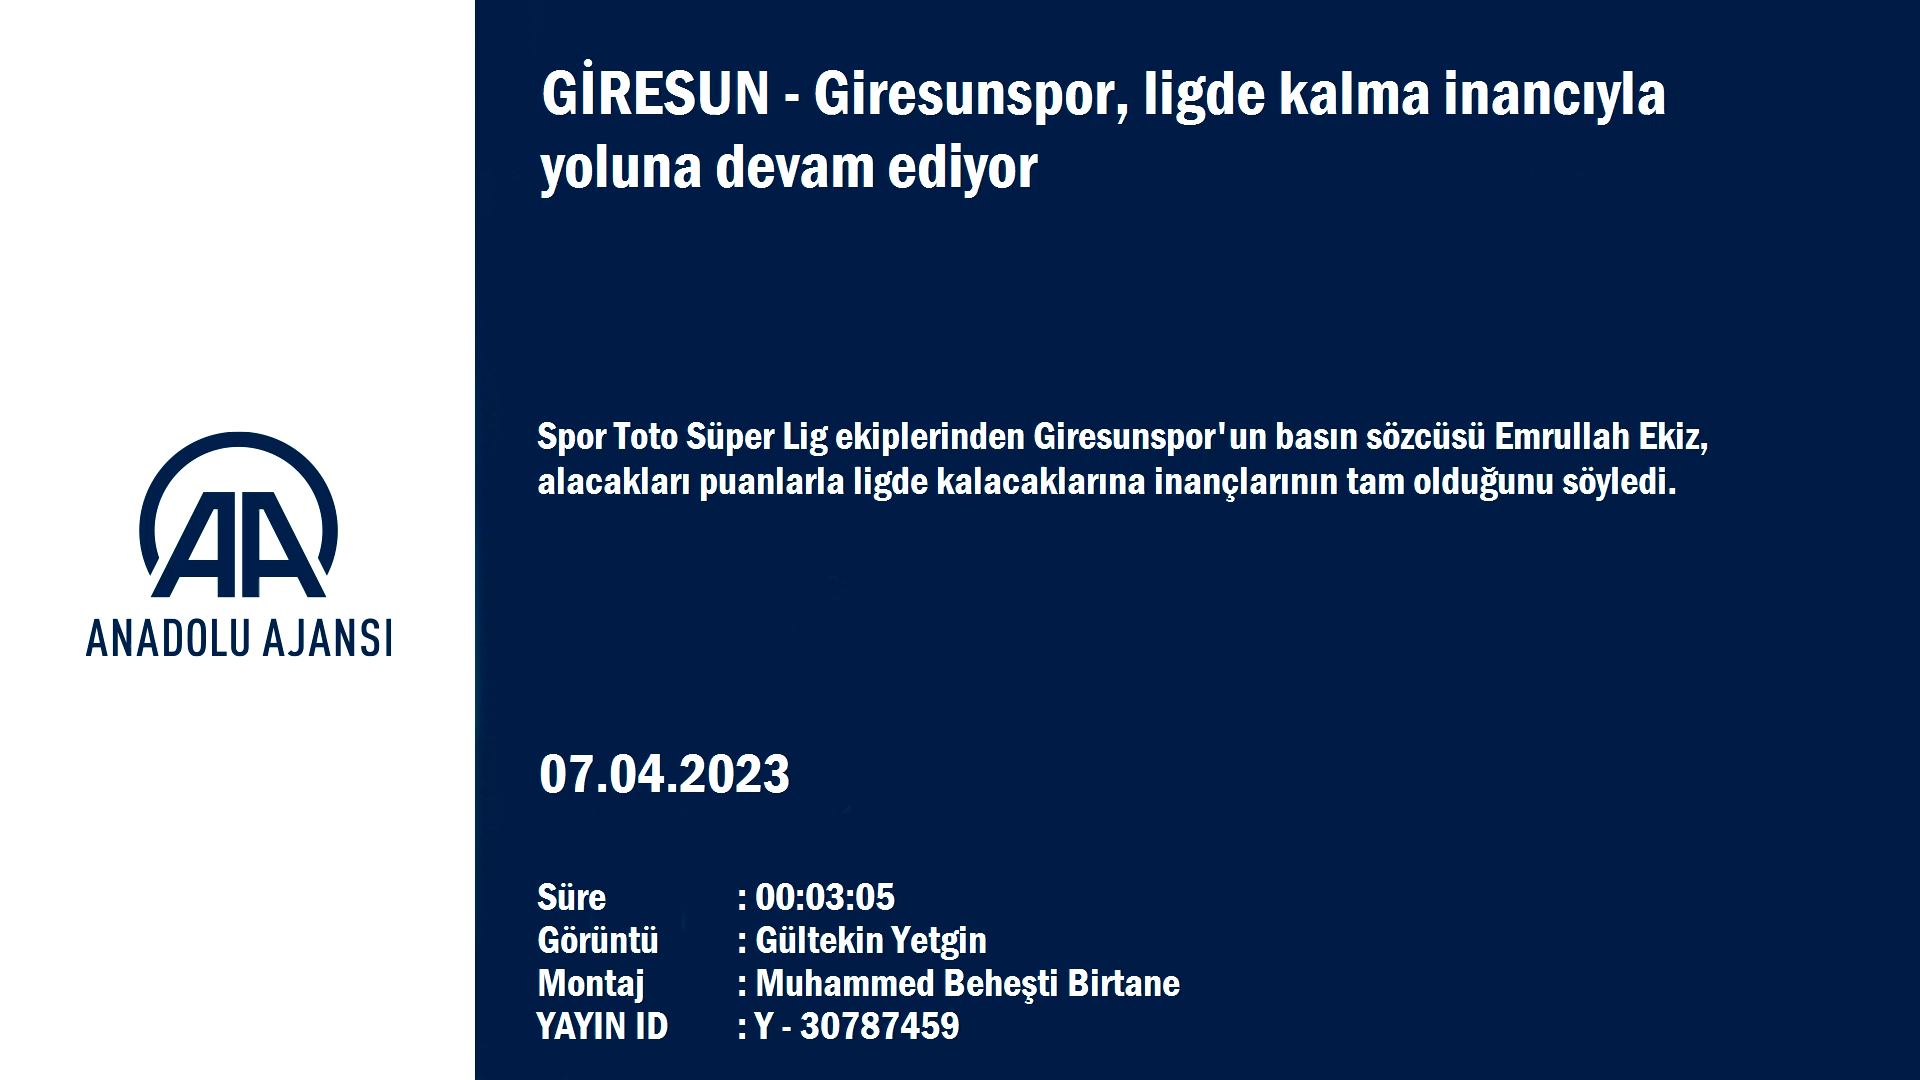 GİRESUN - Giresunspor, ligde kalma inancıyla
yoluna devam ediyor
Spor Toto Süper Lig ekiplerinden Giresunspor'un basın sözcüsü Emrullah Ekiz,
alacakları puanlarla ligde kalacaklarına inançlarının tam olduğunu söyledi.
AA
ANADOLU AJANSI
07.04.2023
Süre : 00:03:05
Görüntü : Gültekin Yetgin
Montaj : Muhammed Beheşti Birtane
YAYIN ID : Y - 30787459